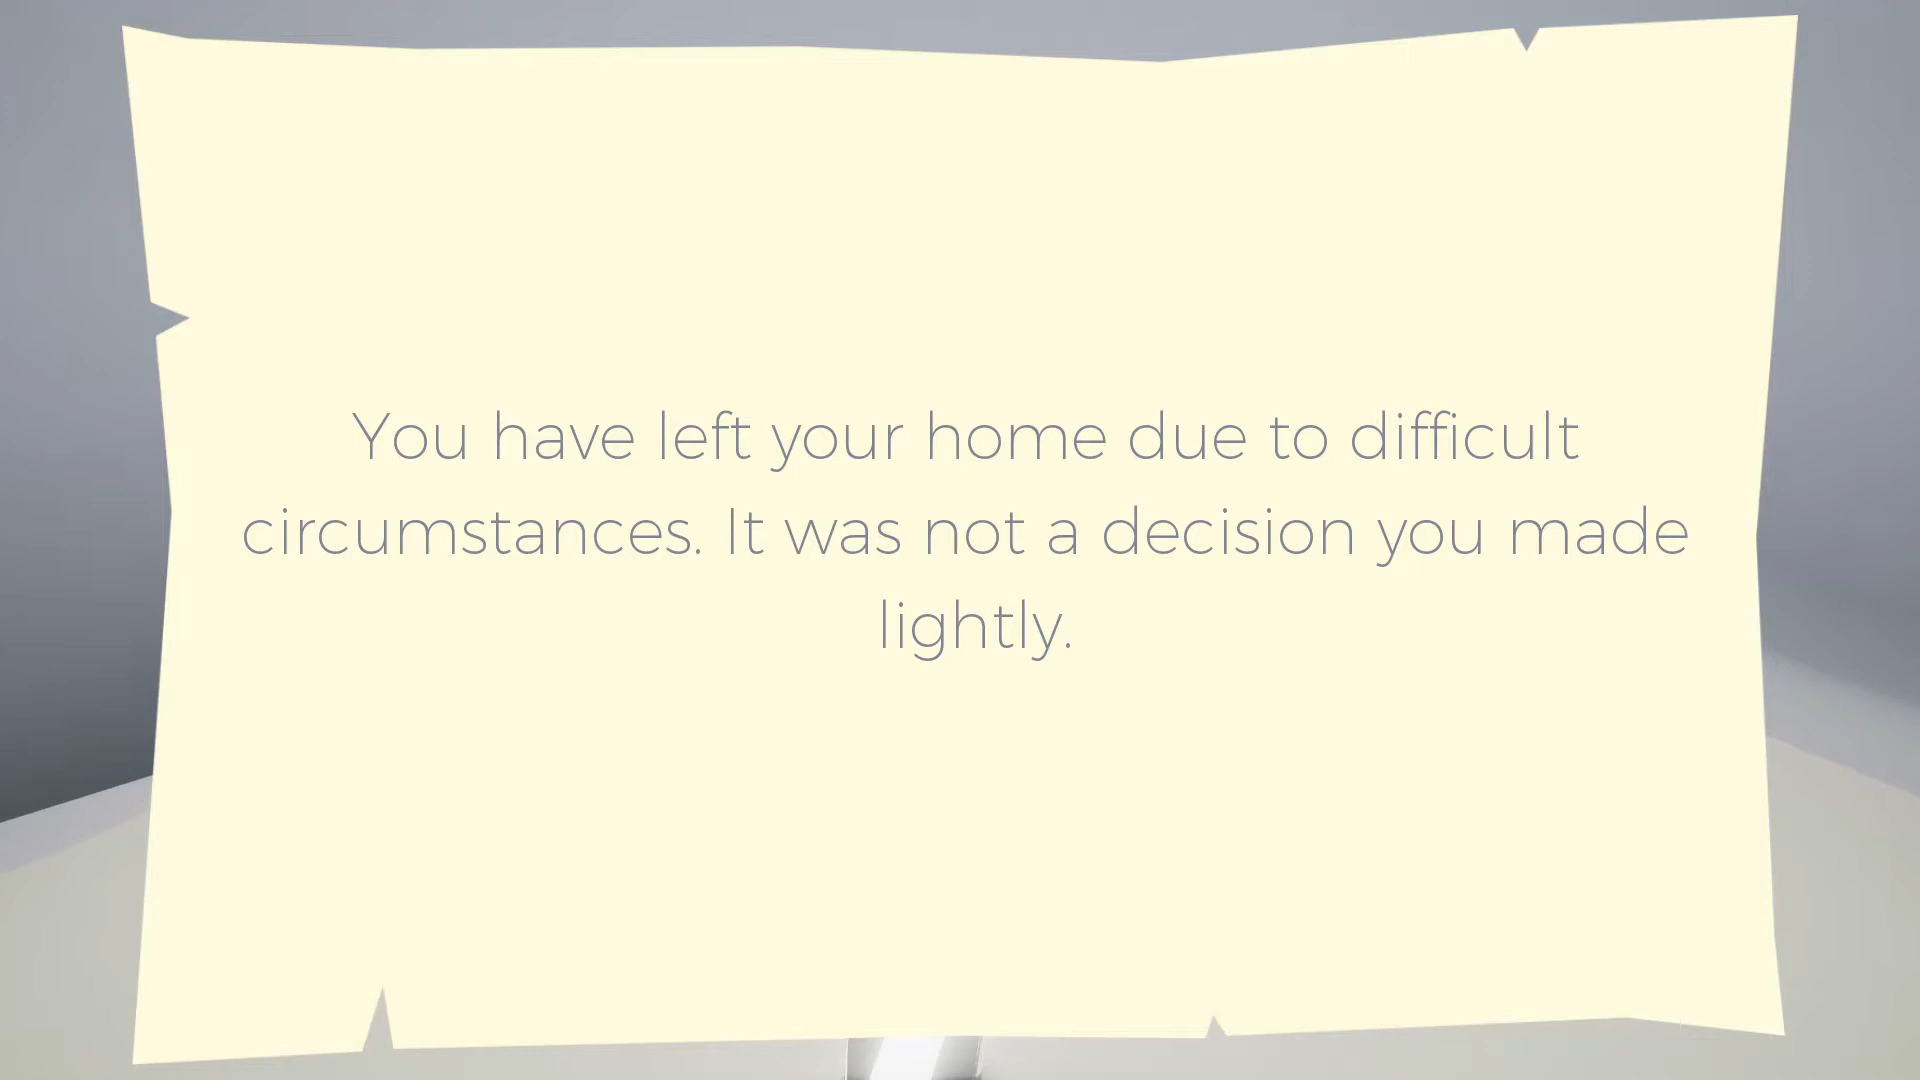 You have left your home due to difficult
circumstances. It was not a decision you made
lightly.